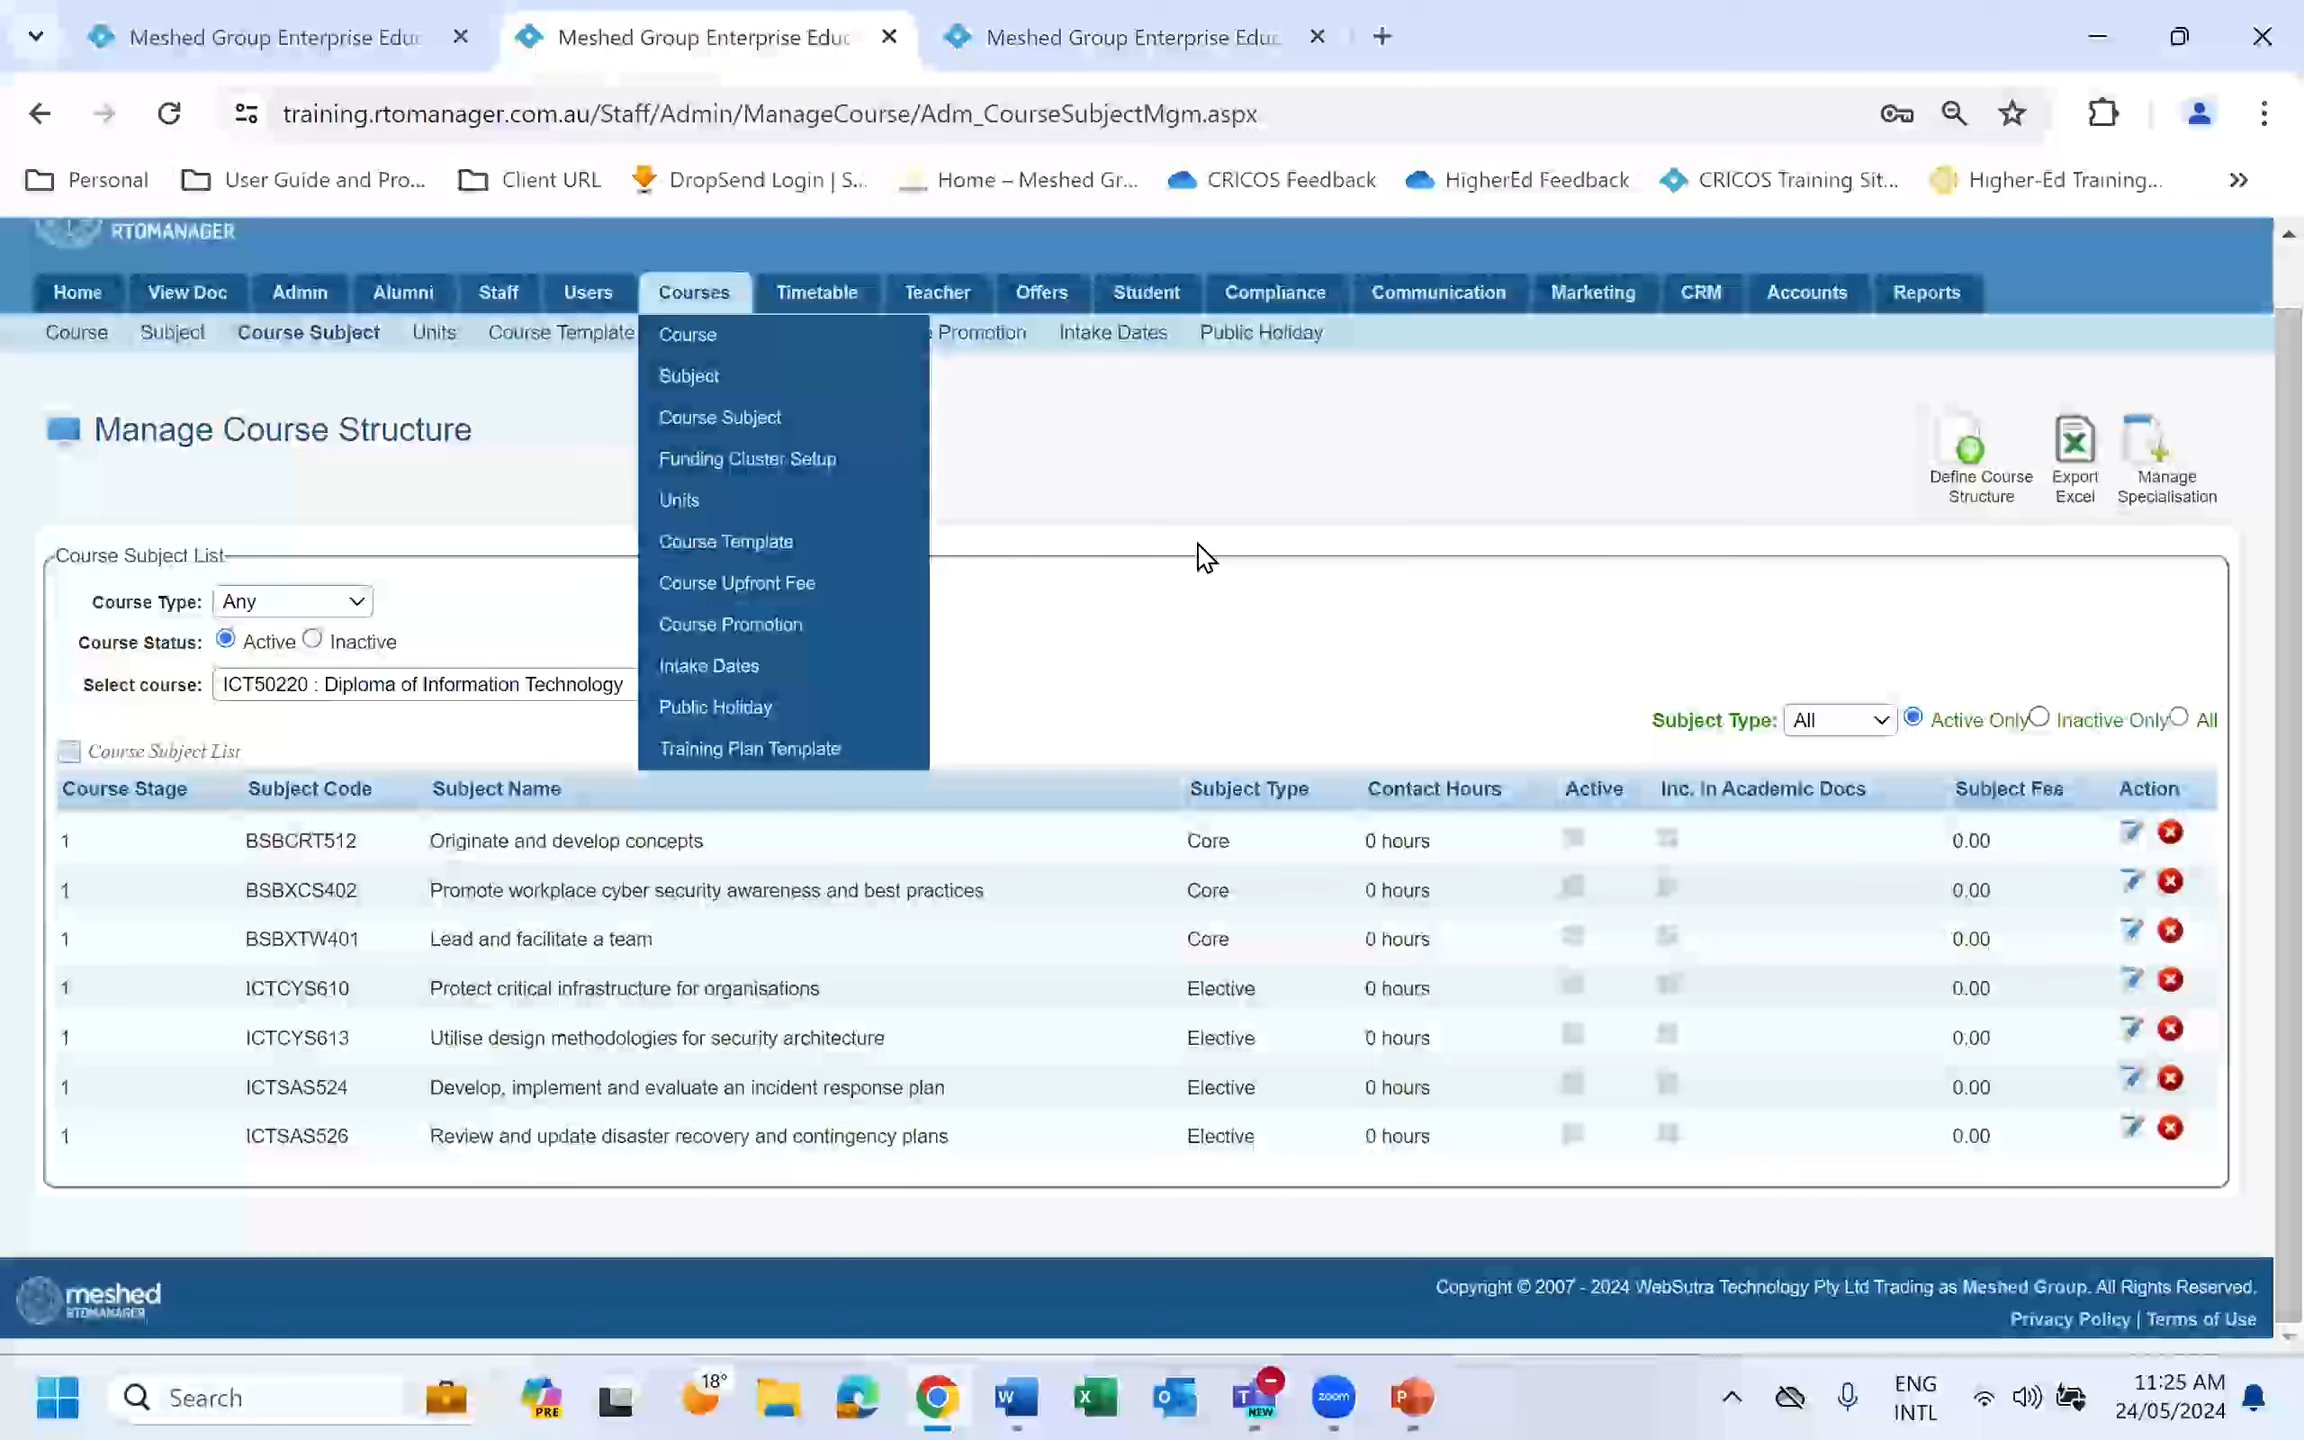 Meshed Group Enterprise Educ
Meshed Group Enterprise Educ
Meshed Group Enterprise Educ
training.rtomanager.com.au/Staff/Admin/ManageCourse/Adm_CourseSubjectMgm.aspx
Personal
User Guide and Pro...
Client URL
DropSend Login | S...
Home – Meshed Gr...
CRICOS Feedback
HigherEd Feedback
CRICOS Training Sit...
Higher-Ed Training...
RTOMANAGER
Home
View Doc
Admin
Alumni
Staff
Users
Courses
Timetable
Teacher
Offers
Student
Compliance
Communication
Marketing
CRM
Accounts
Reports
Course
Subject
Course Subject
Units
Course Template
Promotion
Intake Dates
Public Holiday
Course
Subject
Course Subject
Funding Cluster Setup
Units
Course Template
Course Upfront Fee
Course Promotion
Intake Dates
Public Holiday
Training Plan Template
Manage Course Structure
Define Course
Structure
Export
Excel
Manage
Specialisation
Course Subject List
Course Type: Any
Course Status: Active Inactive
Select course: ICT50220 : Diploma of Information Technology
Subject Type: All Active Only Inactive Only All
Course Subject List
Course Stage Subject Code Subject Name Subject Type Contact Hours Active Inc. In Academic Docs Subject Fee Action
1 BSBCRT512 Originate and develop concepts Core 0 hours 0.00
1 BSBXCS402 Promote workplace cyber security awareness and best practices Core 0 hours 0.00
1 BSBXTW401 Lead and facilitate a team Core 0 hours 0.00
1 ICTCYS610 Protect critical infrastructure for organisations Elective 0 hours 0.00
1 ICTCYS613 Utilise design methodologies for security architecture Elective 0 hours 0.00
1 ICTSAS524 Develop, implement and evaluate an incident response plan Elective 0 hours 0.00
1 ICTSAS526 Review and update disaster recovery and contingency plans Elective 0 hours 0.00
meshed
RTOMANAGER
Copyright © 2007 - 2024 WebSutra Technology Pty Ltd Trading as Meshed Group. All Rights Reserved.
Privacy Policy | Terms of Use
Search
PRE
18°
W
X
O
T
NEW
zoom
P
ENG
INTL
11:25 AM
24/05/2024